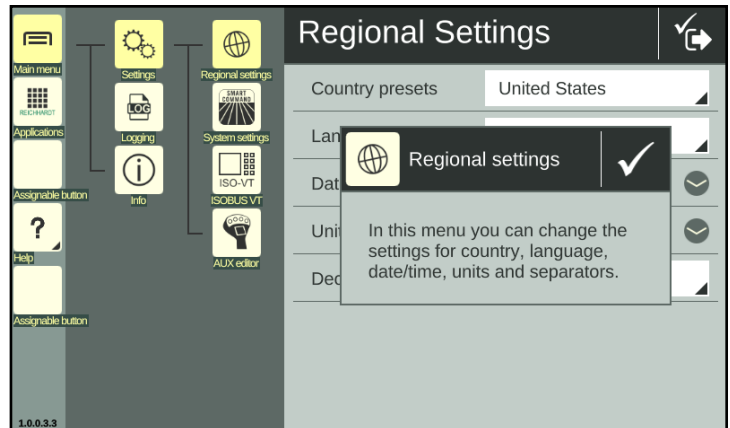 Main menu
REICHHARDT
Applications
Assignable button
?
Help
Assignable button
1.0.0.3.3
Settings
LOG
Logging
Info
Regional settings
SMART
COMMAND
System settings
ISO-VT
ISOBUS VT
AUX editor
Regional Settings
Country presets
United States
Lan
Dat
Uni
Dec
Regional settings
In this menu you can change the
settings for country, language,
date/time, units and separators.